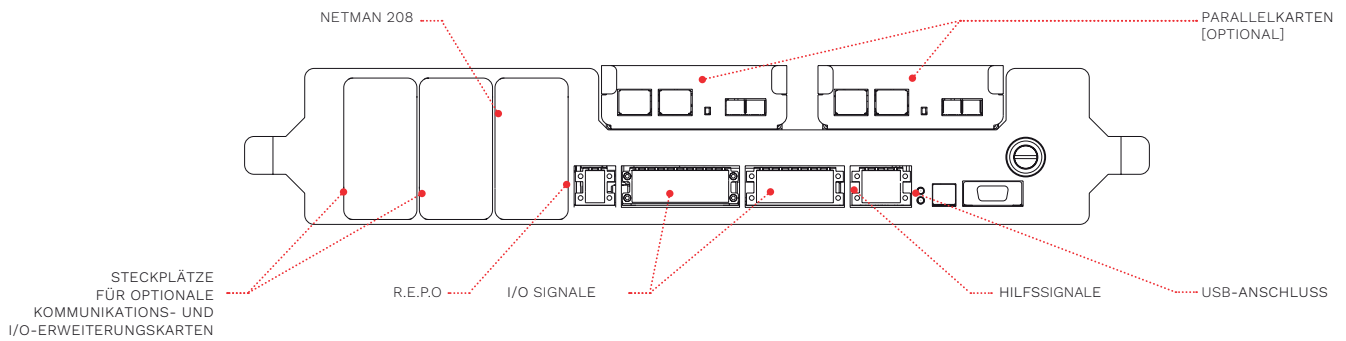 NETMAN 208
PARALLELKARTEN
[OPTIONAL]
STECKPLÄTZE
FÜR OPTIONALE
KOMMUNIKATIONS- UND
I/O-ERWEITERUNGSKARTEN
R.E.P.O
I/O SIGNALE
HILFSSIGNALE
USB-ANSCHLUSS